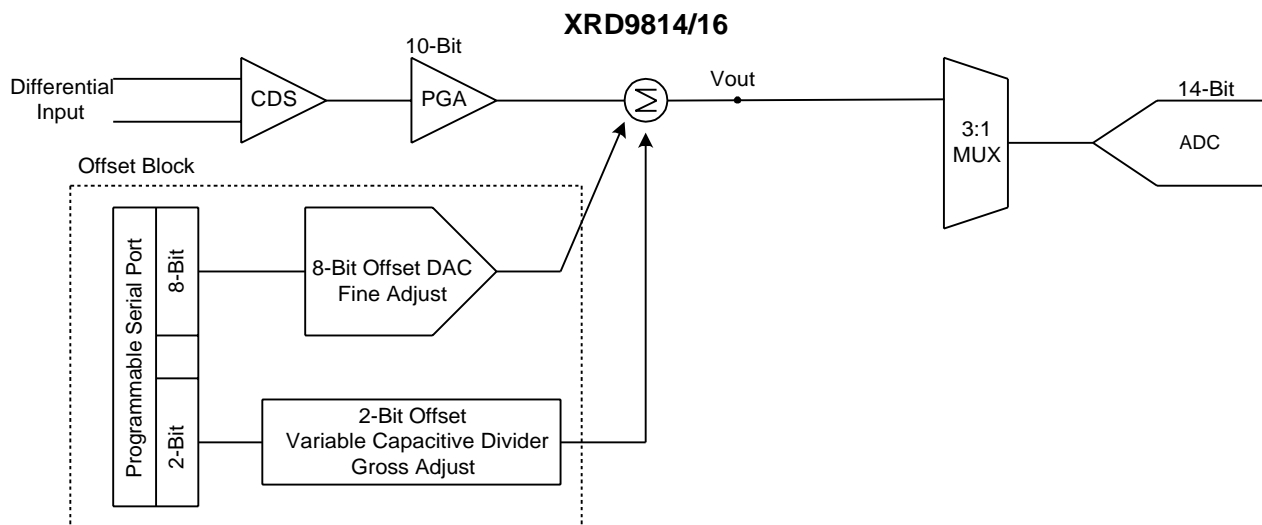 XRD9814/16
10-Bit
Differential
Input
CDS
PGA
Σ
Vout
3:1
MUX
14-Bit
ADC
Offset Block
Programmable Serial Port
8-Bit
2-Bit
8-Bit Offset DAC
Fine Adjust
2-Bit Offset
Variable Capacitive Divider
Gross Adjust